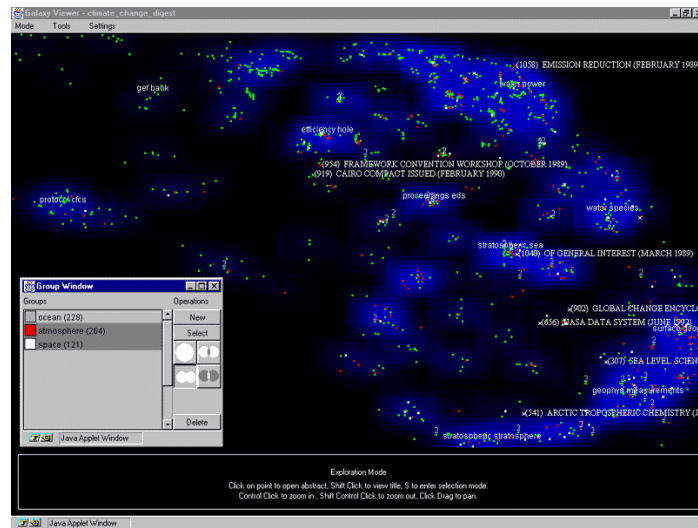 Galaxy Viewer - climate_change_digest
Mode Tools Settings
(1058) EMISSION REDUCTION (FEBRUARY 1989
water power
gef bank
efficiency hole
(954) FRAMEWORK CONVENTION WORKSHOP (OCTOBER 1989)
(919) CAIRO COMPACT ISSUED (FEBRUARY 1990)
protocol cfcs
proceedings eds
water species
stratospheric sea
(1040) OF GENERAL INTEREST (MARCH 1989)
Group Window
Groups
Operations
ocean (228)
atmosphere (264)
space (121)
New
Select
Delete
Java Applet Window
(902) GLOBAL CHANGE ENCYCLO
(656) NASA DATA SYSTEM (JUNE
surface
(307) SEA LEVEL SCIEN
geophys measurements
(541) ARCTIC TROPOSPHERIC CHEMISTRY (J
stratospheric stratosphere
Exploration Mode
Click on point to open abstract, Shift Click to view title, S to enter selection mode.
Control Click to zoom in , Shift Control Click to zoom out, Click Drag to pan.
Java Applet Window